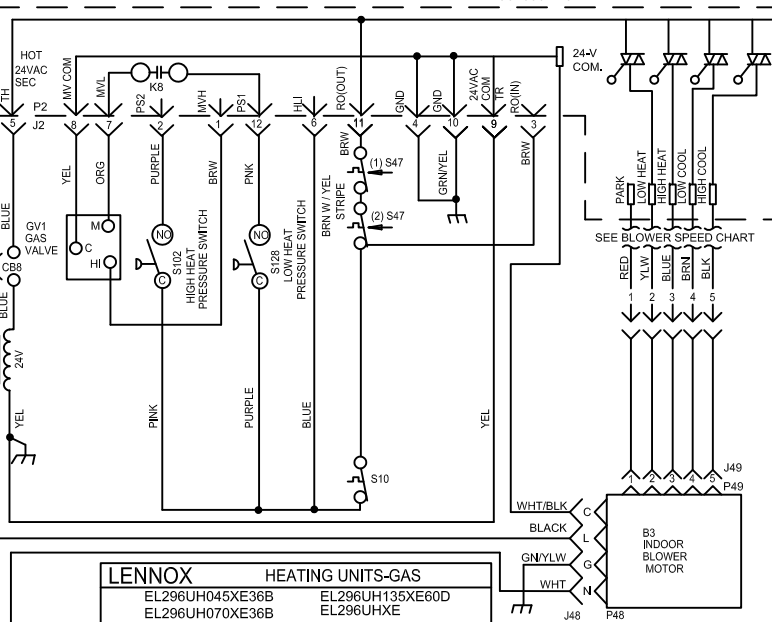 HOT
24VAC
SEC
TH
MV COM
MVL
K8
PS2
MVH
PS1
HLI
RO(OUT)
GND
GND
24VAC
COM
TR
RO(IN)
24-V
COM.
P2
J2
5
8
7
2
1
12
6
11
4
10
9
3
BLUE
YEL
ORG
PURPLE
BRW
PNK
BRW
BRN W / YEL
STRIPE
(1) S47
(2) S47
GRN/YEL
BRW
PARK
LOW HEAT
HIGH HEAT
LOW COOL
HIGH COOL
SEE BLOWER SPEED CHART
RED
YLW
BLUE
BRN
BLK
1 2 3 4 5
GV1
GAS
VALVE
CB8
BLUE
M
C
HI
NO
C
S102
HIGH HEAT
PRESSURE SWITCH
NO
C
S128
LOW HEAT
PRESSURE SWITCH
24V
YEL
PINK
PURPLE
BLUE
YEL
S10
1 2 3 4 5
J49
P49
WHT/BLK
C
BLACK
L
GN/YLW
G
WHT
N
J48
P48
B3
INDOOR
BLOWER
MOTOR
LENNOX HEATING UNITS-GAS
EL296UH045XE36B EL296UH135XE60D
EL296UH070XE36B EL296UHXE